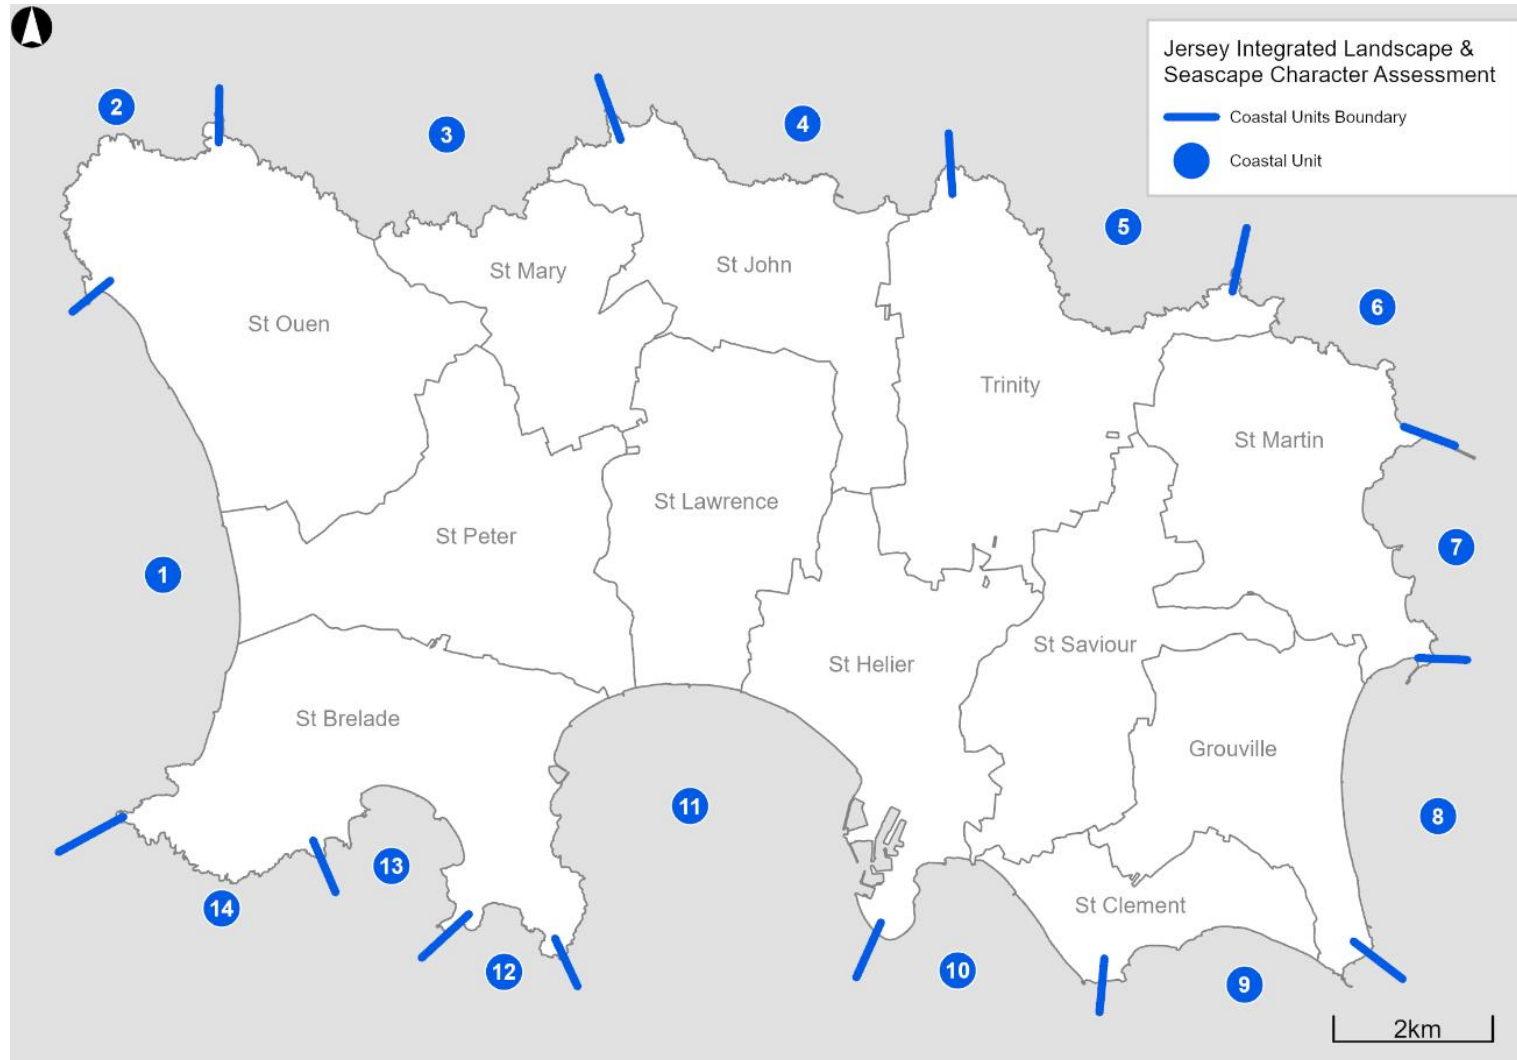 Jersey Integrated Landscape &
Seascape Character Assessment
Coastal Units Boundary
Coastal Unit
2
3
4
5
6
St Mary
St John
St Ouen
Trinity
St Martin
St Lawrence
St Peter
7
1
St Saviour
St Helier
St Brelade
Grouville
11
8
13
14
St Clement
12
10
9
2km